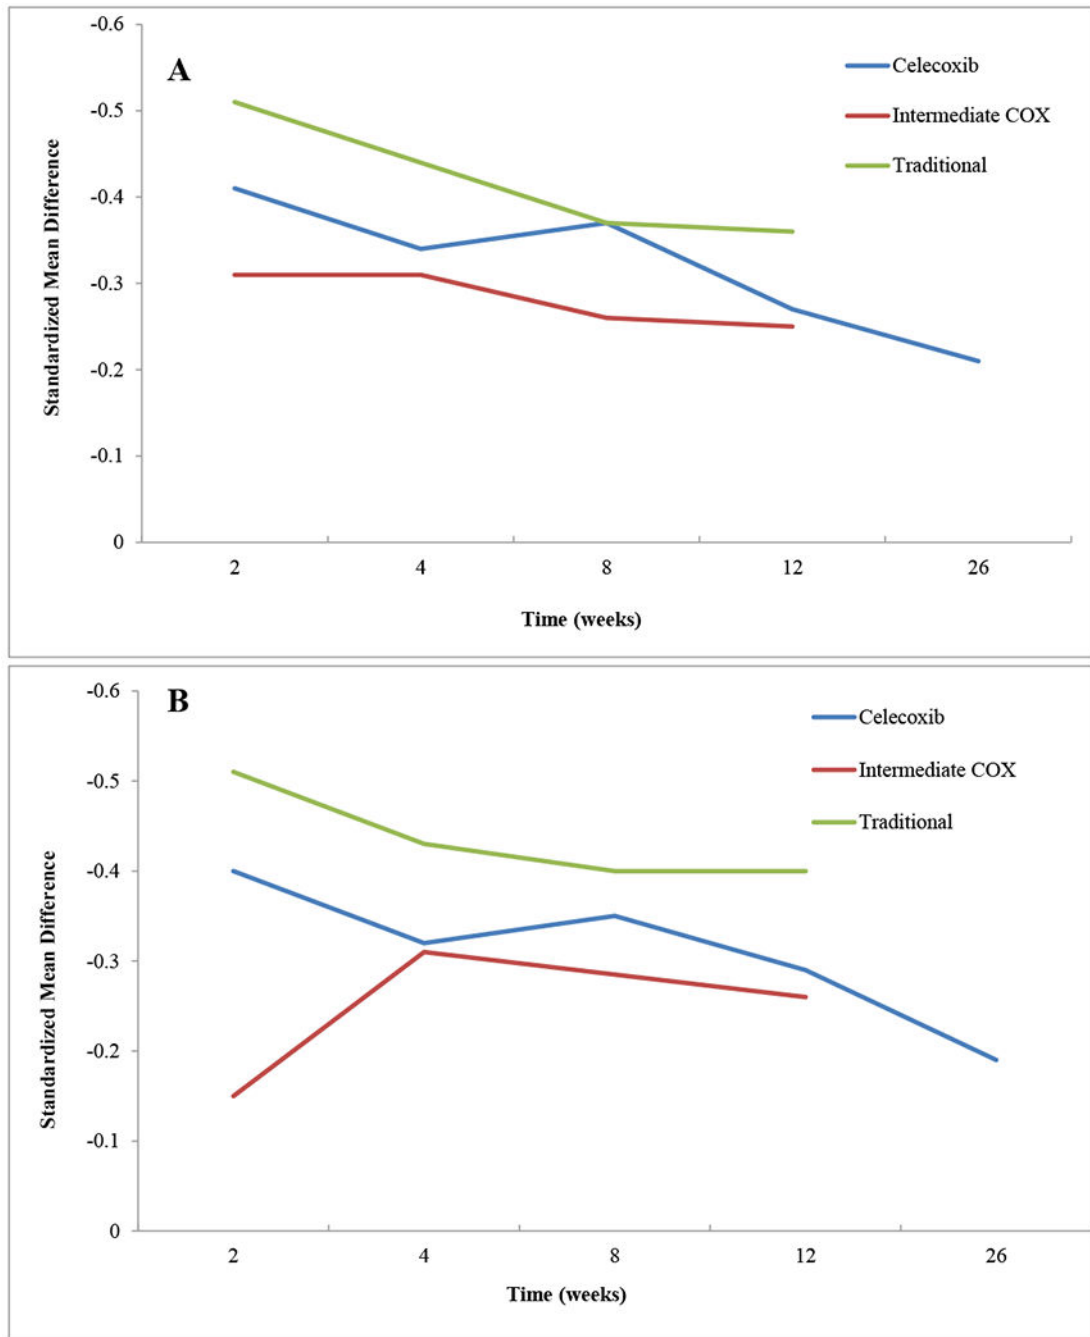 A
-0.6
-0.5
-0.4
-0.3
-0.2
-0.1
0
Standardized Mean Difference
Celecoxib
Intermediate COX
Traditional
2 4 8 12 26
Time (weeks)
B
-0.6
-0.5
-0.4
-0.3
-0.2
-0.1
0
Standardized Mean Difference
Celecoxib
Intermediate COX
Traditional
2 4 8 12 26
Time (weeks)